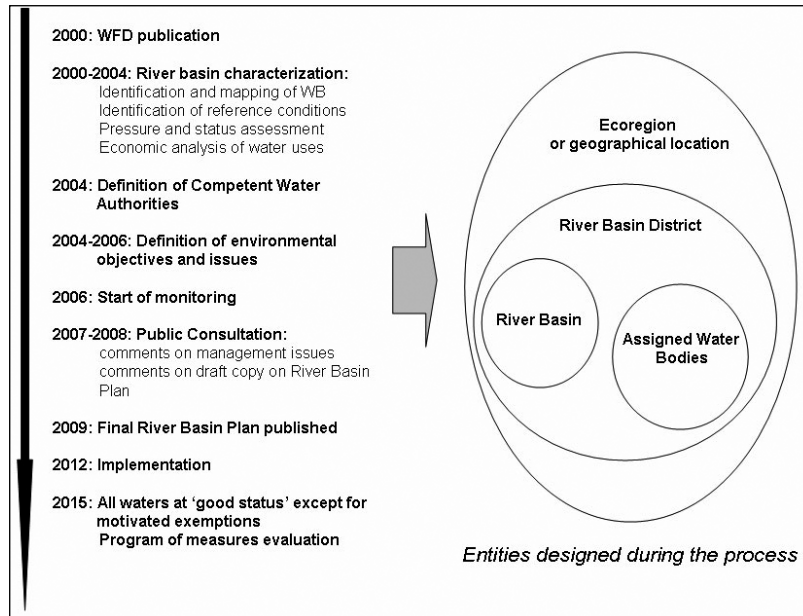 2000: WFD publication
2000-2004: River basin characterization:
Identification and mapping of WB
Identification of reference conditions
Pressure and status assessment
Economic analysis of water uses
2004: Definition of Competent Water
Authorities
2004-2006: Definition of environmental
objectives and issues
2006: Start of monitoring
2007-2008: Public Consultation:
comments on management issues
comments on draft copy on River Basin
Plan
2009: Final River Basin Plan published
2012: Implementation
2015: All waters at ‘good status’ except for
motivated exemptions
Program of measures evaluation
Ecoregion
or geographical location
River Basin District
River Basin
Assigned Water
Bodies
Entities designed during the process